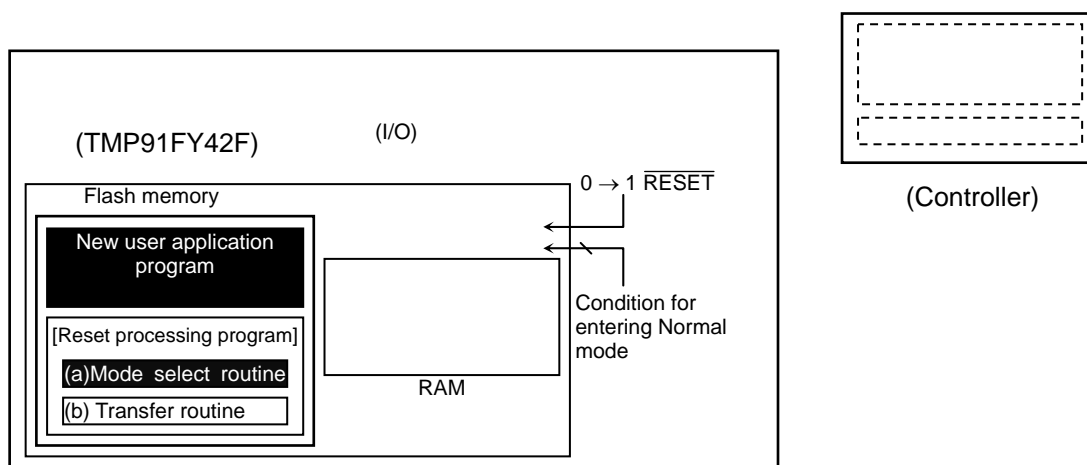 (TMP91FY42F)
(I/O)
Flash memory
New user application
program
[Reset processing program]
(a)Mode select routine
(b) Transfer routine
RAM
0 → 1 RESET
Condition for
entering Normal
mode
(Controller)